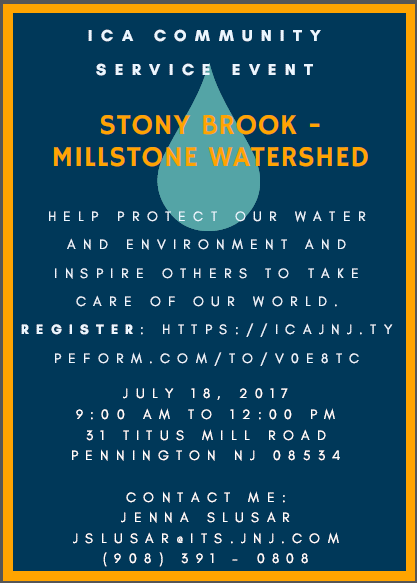 ICA COMMUNITY
SERVICE EVENT
STONY BROOK -
MILLSTONE WATERSHED
HELP PROTECT OUR WATER
AND ENVIRONMENT AND
INSPIRE OTHERS TO TAKE
CARE OF OUR WORLD.
REGISTER: HTTPS://ICAJNJ.TY
PEFORM.COM/TO/V0E8TC
JULY 18, 2017
9:00 AM TO 12:00 PM
31 TITUS MILL ROAD
PENNINGTON NJ 08534
CONTACT ME:
JENNA SLUSAR
JSLUSAR@ITS.JNJ.COM
(908) 391 - 0808